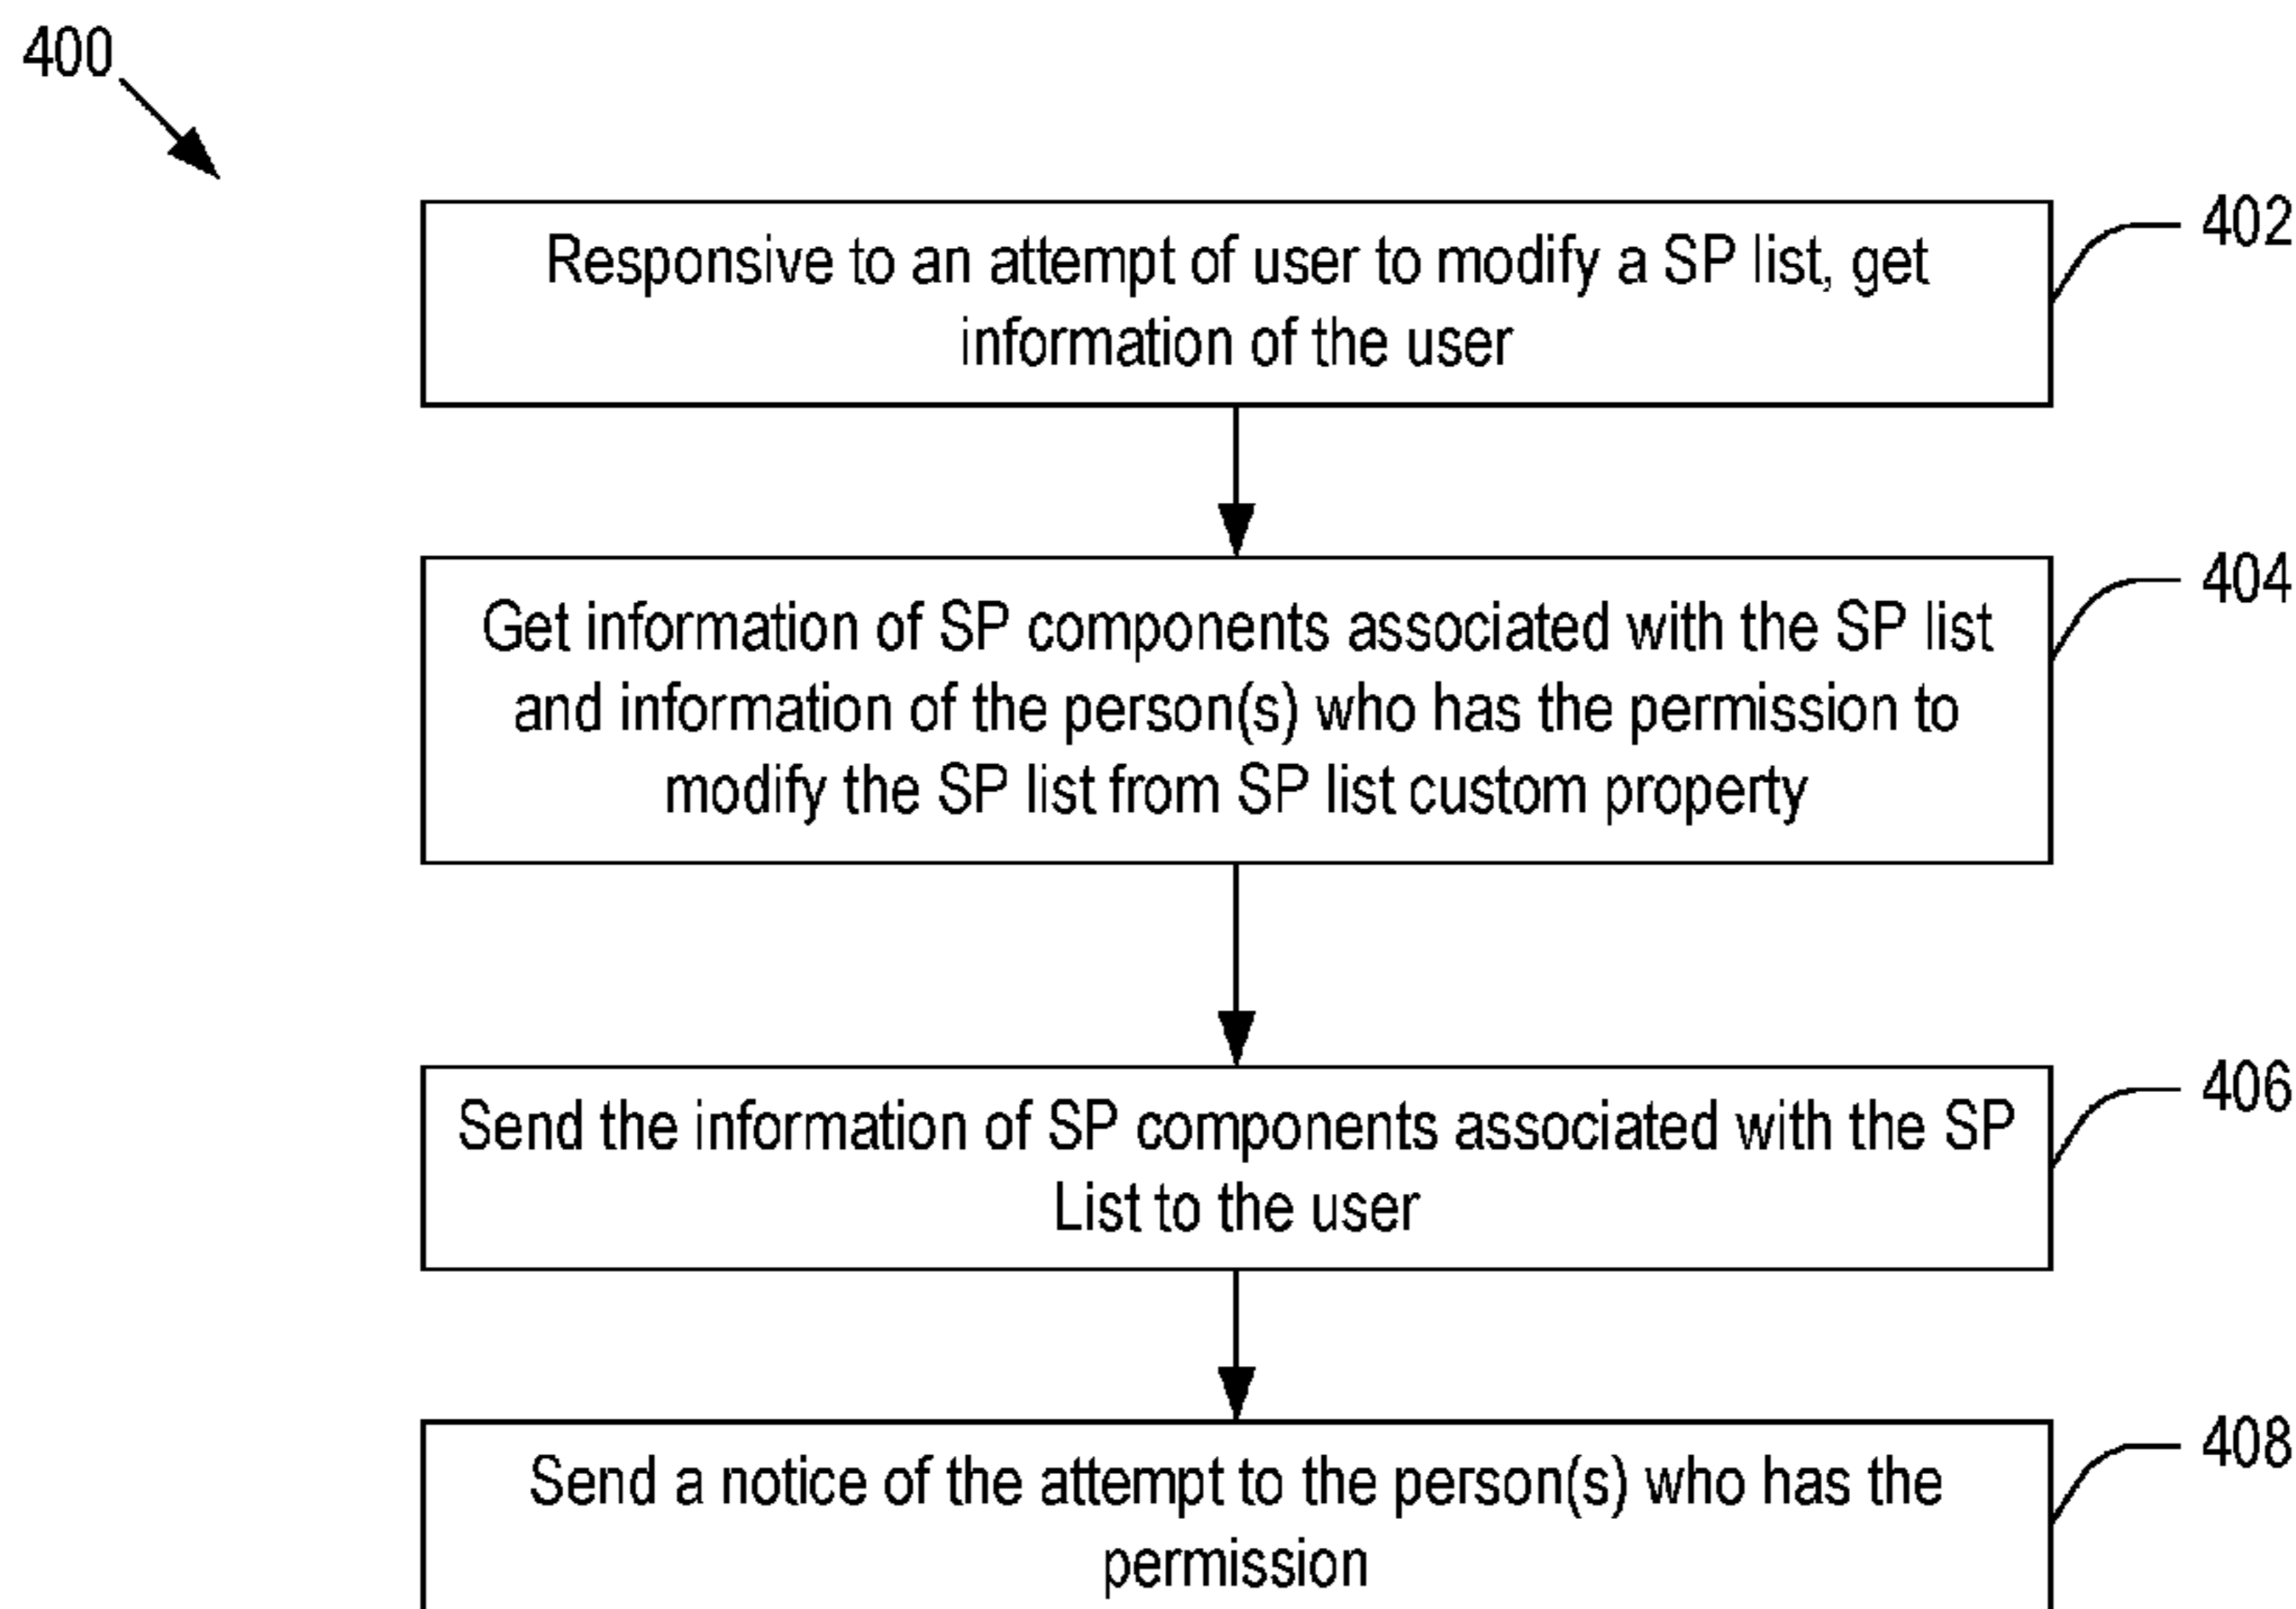 400
Responsive to an attempt of user to modify a SP list, get
information of the user
402
Get information of SP components associated with the SP list
and information of the person(s) who has the permission to
modify the SP list from SP list custom property
404
Send the information of SP components associated with the SP
List to the user
406
Send a notice of the attempt to the person(s) who has the
permission
408